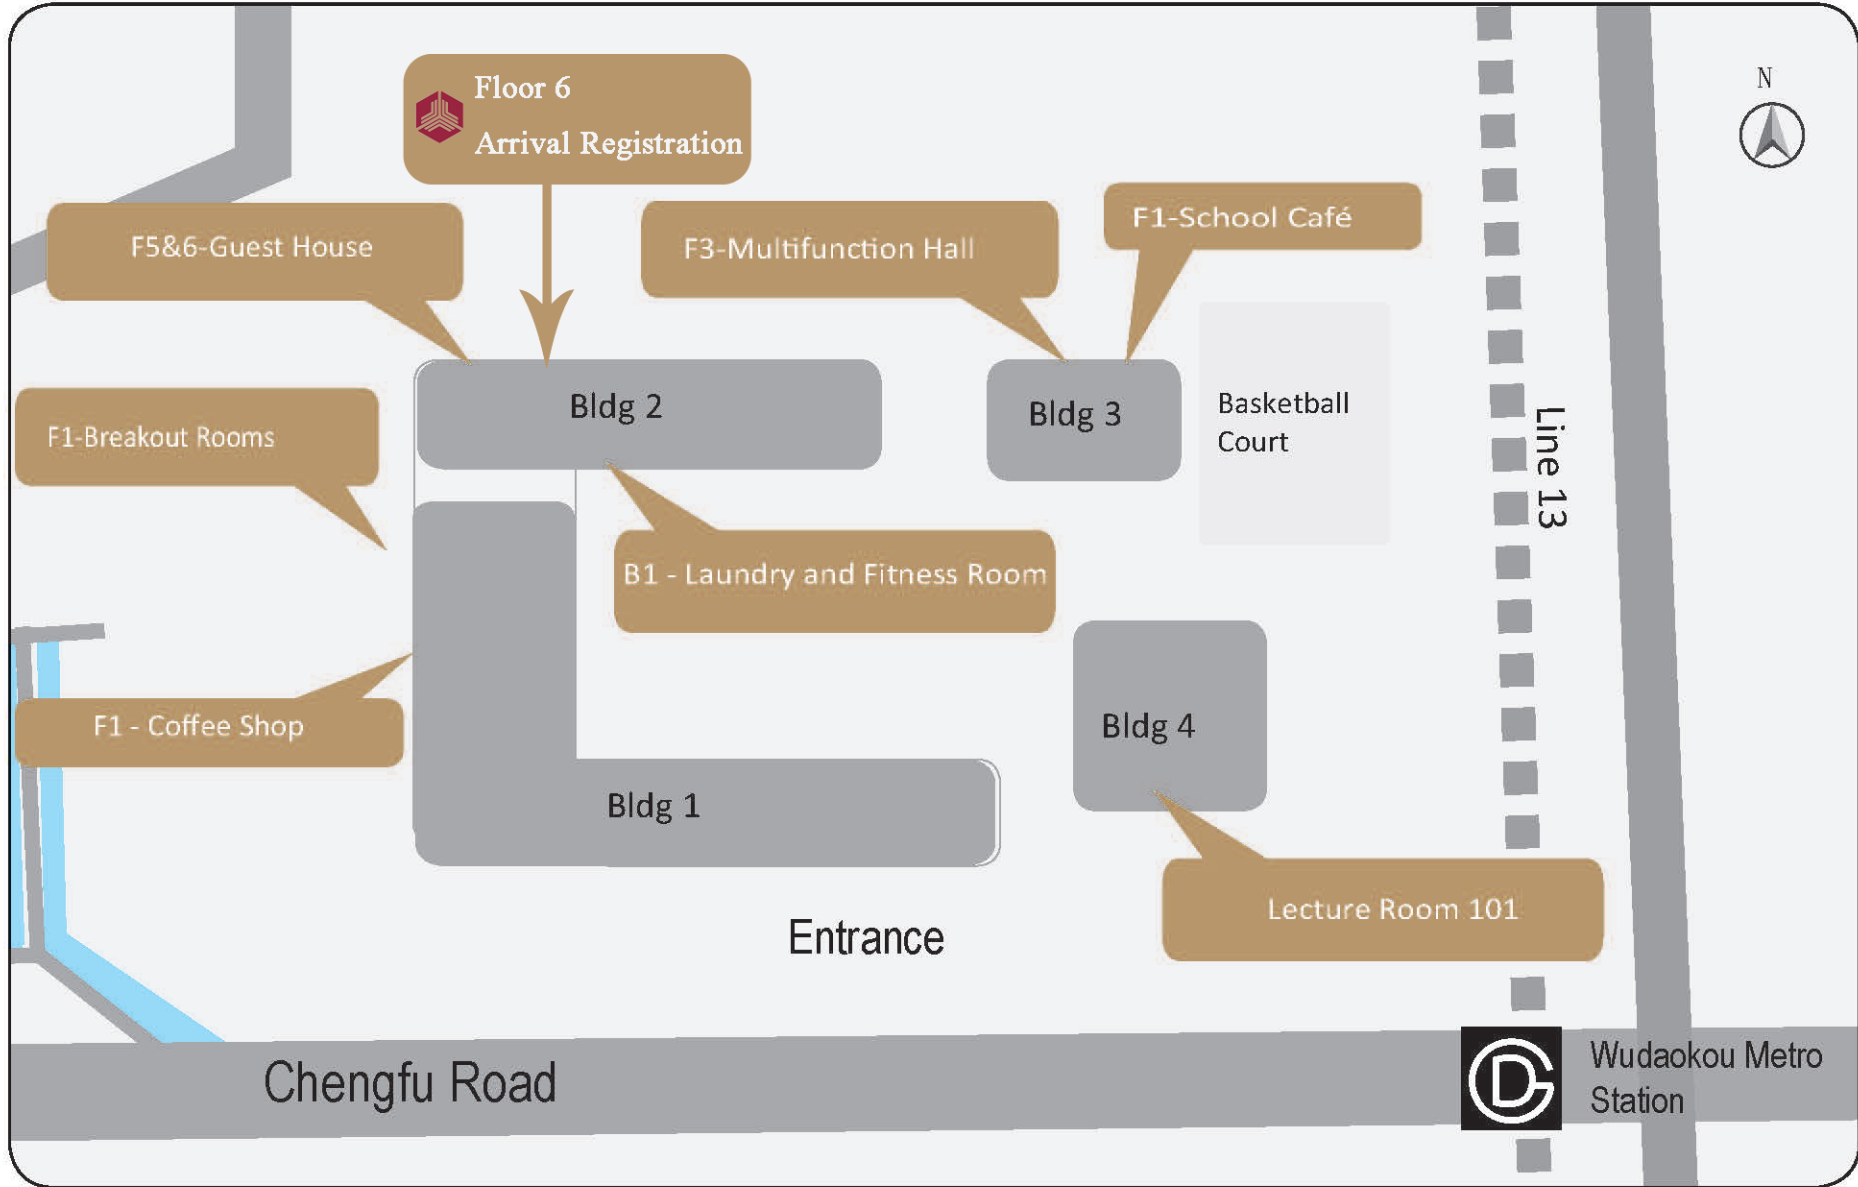 Floor 6
Arrival Registration
N
F5&6-Guest House
F3-Multifunction Hall
F1-School Café
Bldg 2
Bldg 3
Basketball
Court
F1-Breakout Rooms
Line 13
B1 - Laundry and Fitness Room
F1 - Coffee Shop
Bldg 4
Bldg 1
Lecture Room 101
Entrance
Chengfu Road
Wudaokou Metro
Station